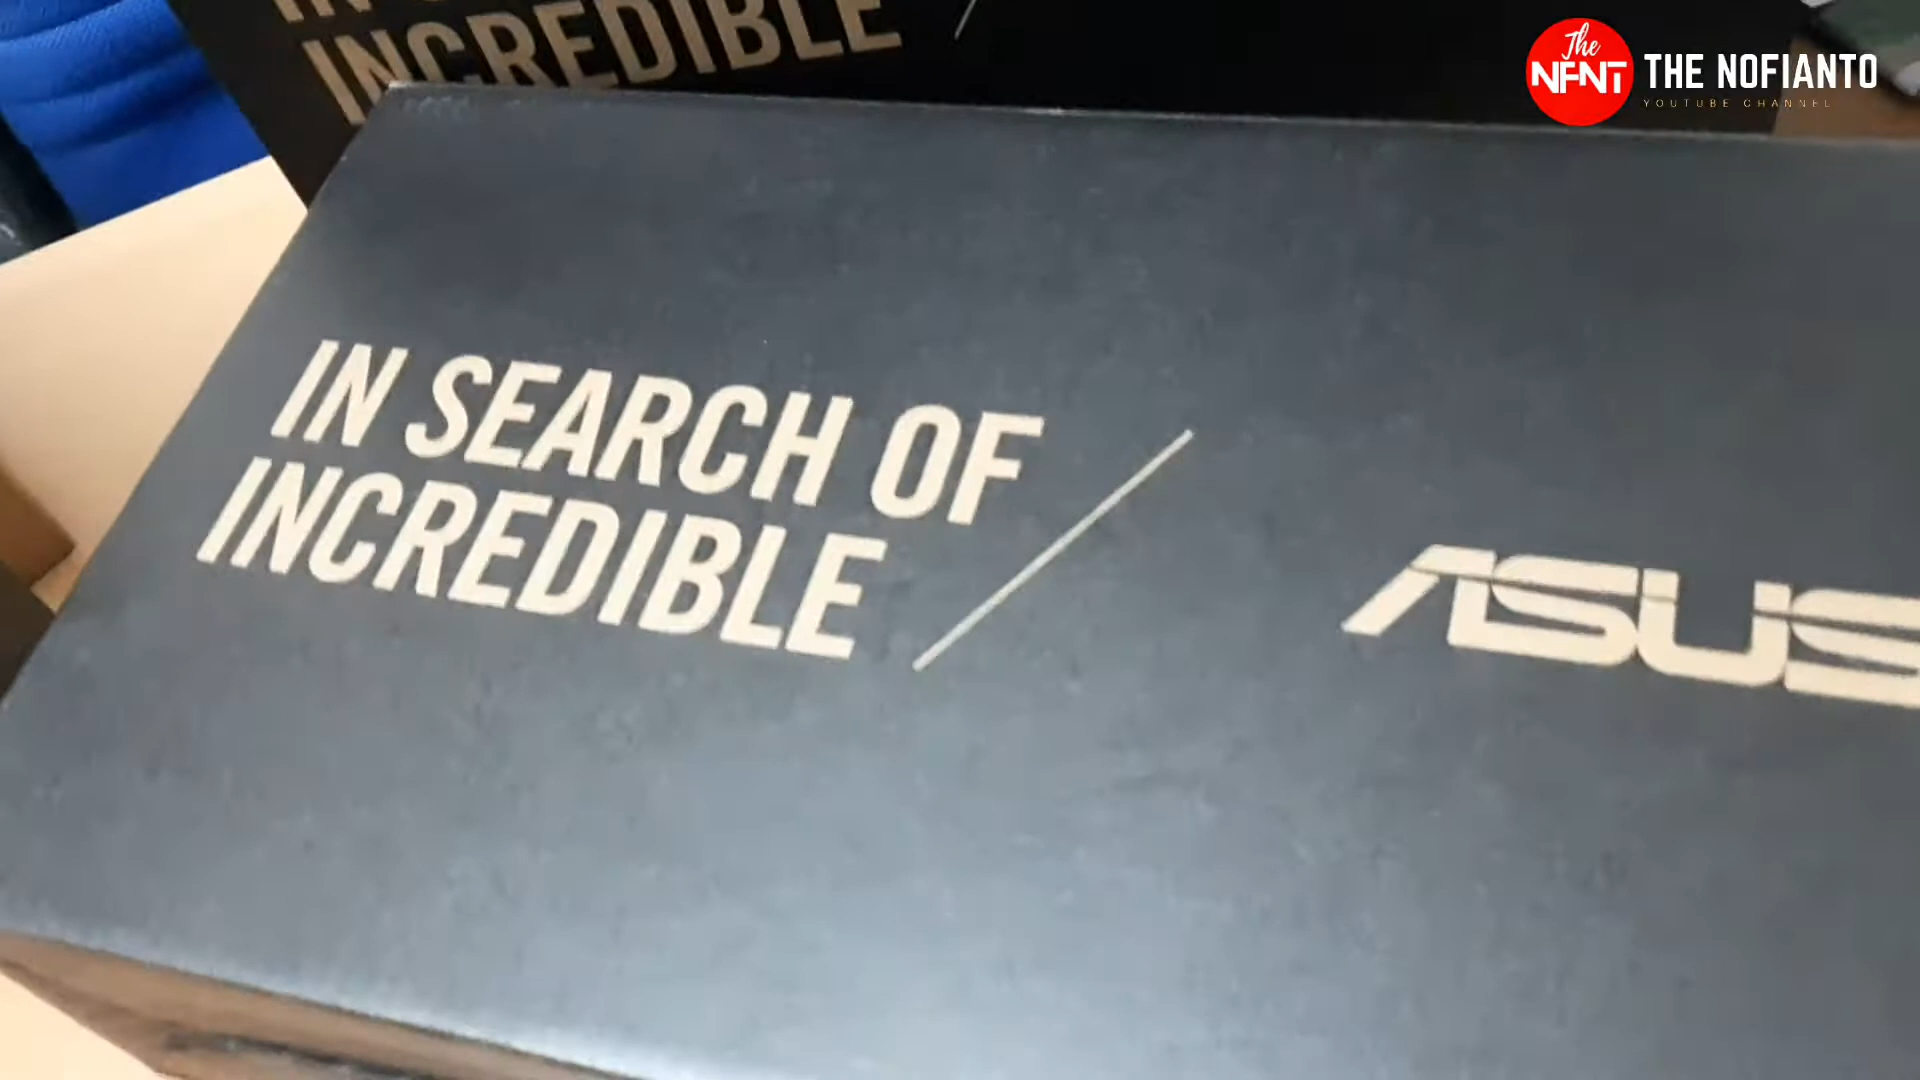 INCREDIBLE
The
NFNT
THE NOFIANTO
YOUTUBE CHANNEL
IN SEARCH OF
INCREDIBLE
ASUS